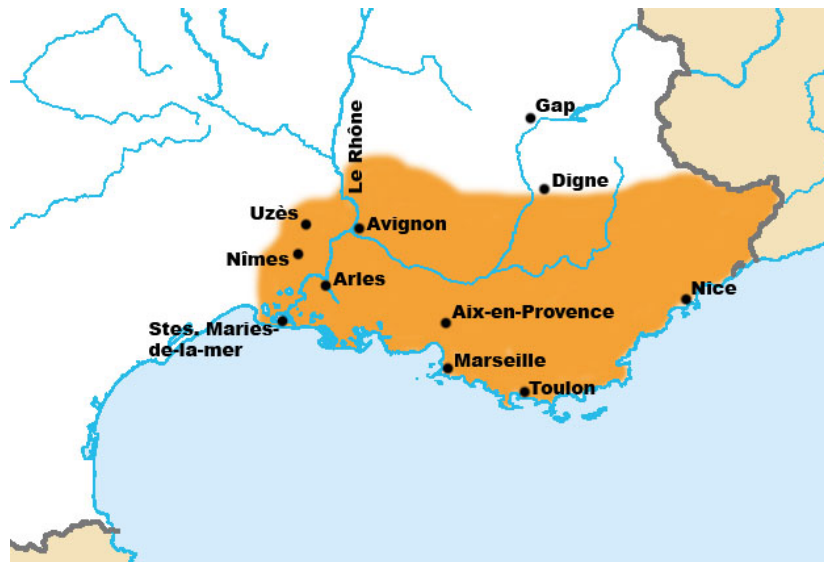 Gap
Le Rhône
Digne
Uzès
Avignon
Nîmes
Arles
Nice
Aix-en-Provence
Stes. Maries-
de-la-mer
Marseille
Toulon